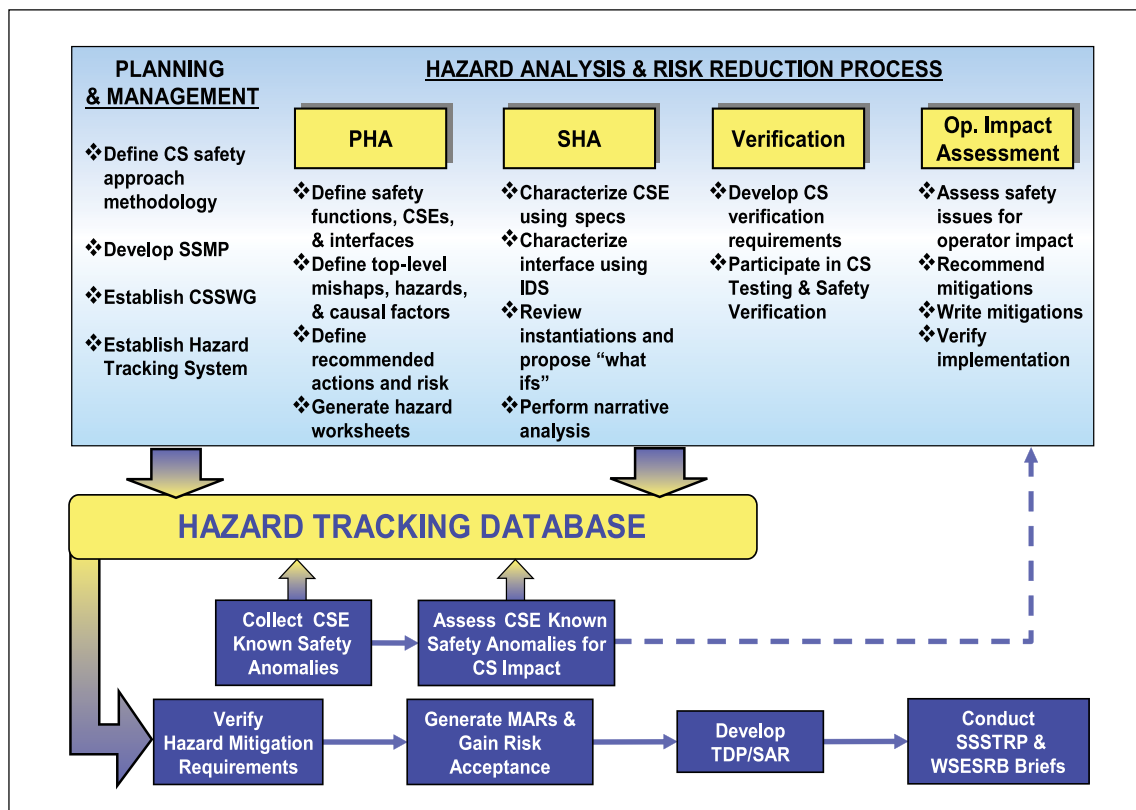 PLANNING
& MANAGEMENT
❖Define CS safety
approach
methodology
❖Develop SSMP
❖Establish CSSWG
❖Establish Hazard
Tracking System
HAZARD ANALYSIS & RISK REDUCTION PROCESS
PHA
❖Define safety
functions, CSEs,
& interfaces
❖Define top-level
mishaps, hazards,
& causal factors
❖Define
recommended
actions and risk
❖Generate hazard
worksheets
SHA
❖Characterize CSE
using specs
❖Characterize
interface using
IDS
❖Review
instantiations and
propose “what
ifs”
❖Perform narrative
analysis
Verification
❖Develop CS
verification
requirements
❖Participate in CS
Testing & Safety
Verification
Op. Impact
Assessment
❖Assess safety
issues for
operator impact
❖Recommend
mitigations
❖Write mitigations
❖Verify
implementation
HAZARD TRACKING DATABASE
Collect CSE
Known Safety
Anomalies
Assess CSE Known
Safety Anomalies for
CS Impact
Verify
Hazard Mitigation
Requirements
Generate MARs &
Gain Risk
Acceptance
Develop
TDP/SAR
Conduct
SSSTRP &
WSESRB Briefs